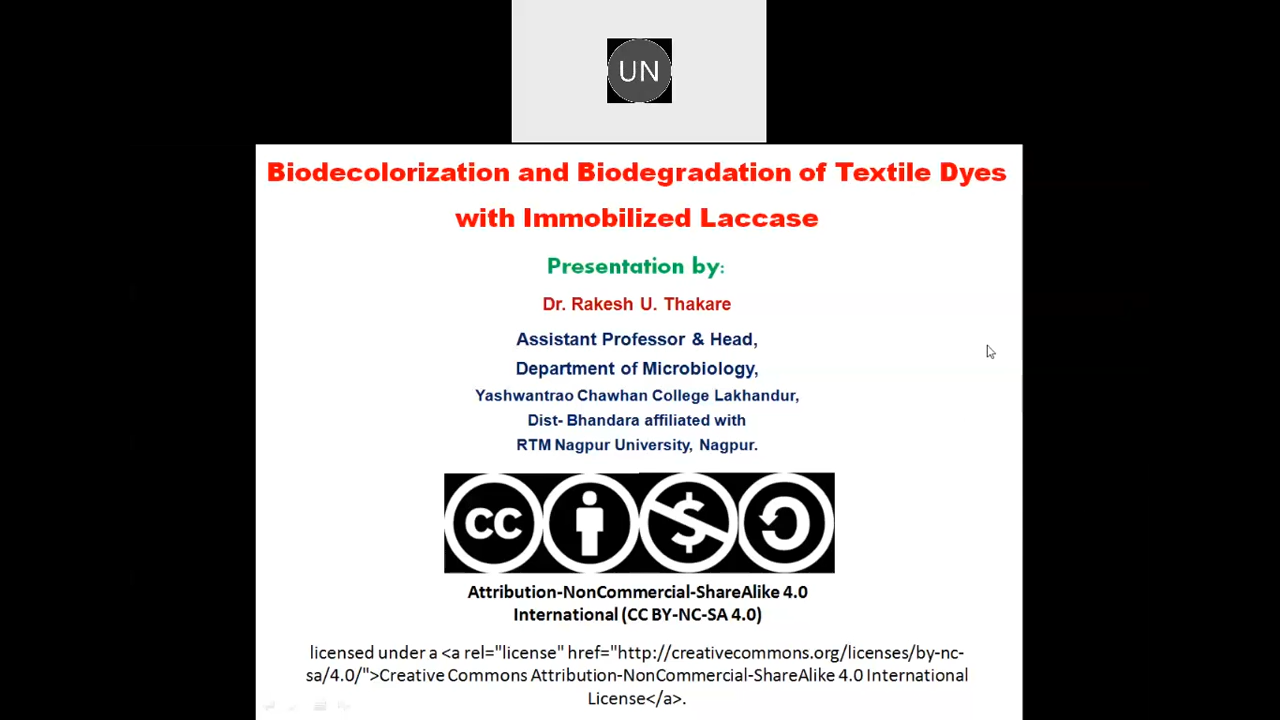 UN
Biodecolorization and Biodegradation of Textile Dyes
with Immobilized Laccase
Presentation by:
Dr. Rakesh U. Thakare
Assistant Professor & Head,
Department of Microbiology,
Yashwantrao Chawhan College Lakhandur,
Dist- Bhandara affiliated with
RTM Nagpur University, Nagpur.
cc
Attribution-NonCommercial-ShareAlike 4.0
International (CC BY-NC-SA 4.0)
licensed under a <a rel="license" href="http://creativecommons.org/licenses/by-nc-
sa/4.0/">Creative Commons Attribution-NonCommercial-ShareAlike 4.0 International
License</a>.